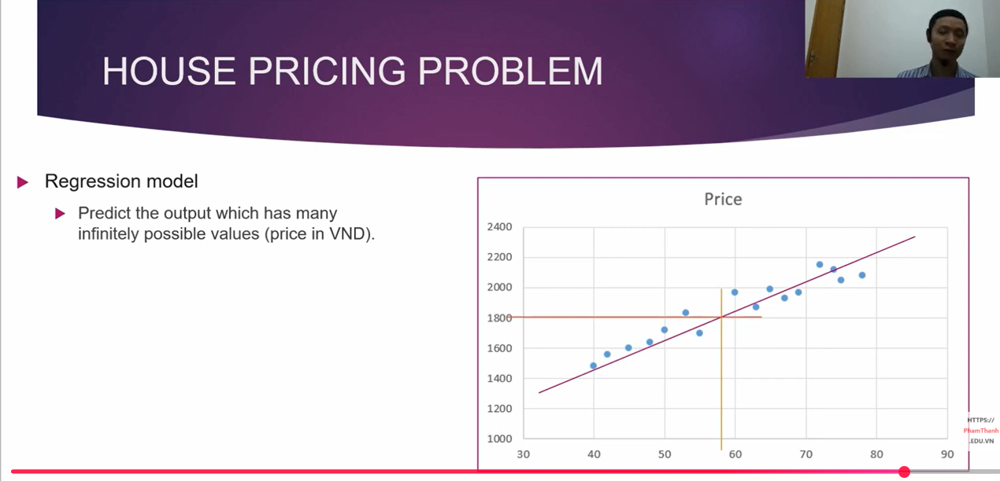 HOUSE PRICING PROBLEM
Regression model
Predict the output which has many
infinitely possible values (price in VND).
Price
2400
2200
2000
1800
1600
1400
1200
1000
30 40 50 60 70 80 90
HTTPS://
PhamThanh
.EDU.VN